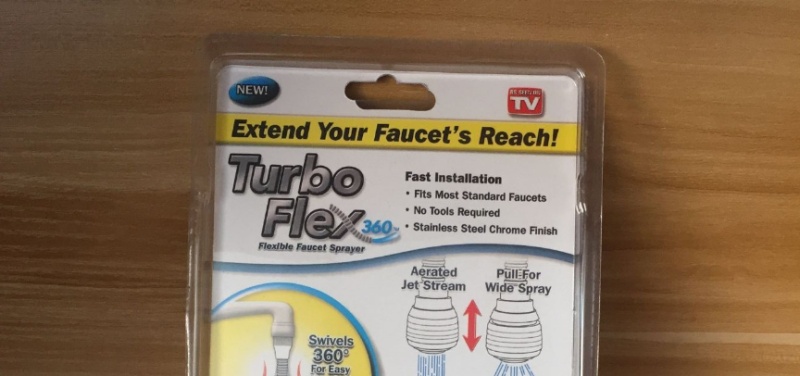 NEW!
AS SEEN ON
TV
Extend Your Faucet's Reach!
Turbo
Flex 360™
Flexible Faucet Sprayer
Fast Installation
• Fits Most Standard Faucets
• No Tools Required
• Stainless Steel Chrome Finish
Aerated
Jet Stream
Pull For
Wide Spray
Swivels
360°
For Easy